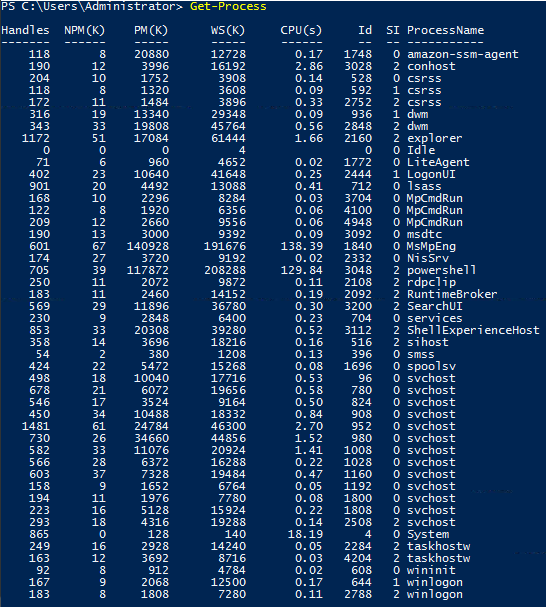 PS C:\Users\Administrator> Get-Process
Handles NPM(K) PM(K) WS(K) CPU(s) Id SI ProcessName
------- ------ ----- ----- ------ -- -- -----------
118 8 20880 12728 0.17 1748 0 amazon-ssm-agent
190 12 3996 16192 2.86 3028 2 conhost
204 10 1752 3908 0.14 528 0 csrss
118 8 1320 3608 0.09 592 1 csrss
172 11 1484 3896 0.33 2752 2 csrss
316 19 13340 29348 0.09 936 1 dwm
343 33 19808 45764 0.56 2848 2 dwm
1172 51 17084 61444 1.66 2160 2 explorer
0 0 0 4 0 0 Idle
71 6 960 4652 0.02 1772 0 LiteAgent
402 23 10640 41648 0.25 2444 1 LogonUI
901 20 4492 13088 0.41 712 0 lsass
168 10 2296 8284 0.03 3704 0 MpCmdRun
122 8 1920 6356 0.06 4100 0 MpCmdRun
209 12 2660 9556 0.06 4948 0 MpCmdRun
190 13 3000 9392 0.09 3092 0 msdtc
601 67 140928 191676 138.39 1840 0 MsMpEng
174 27 3720 9192 0.02 2332 0 NisSrv
705 39 117872 208288 129.84 3048 2 powershell
250 11 2072 9872 0.11 2108 2 rdpclip
183 11 2460 14152 0.19 2092 2 RuntimeBroker
569 29 11896 36780 0.30 3200 2 SearchUI
230 9 2848 6400 0.23 704 0 services
853 33 20308 39280 0.52 3112 2 ShellExperienceHost
358 14 3696 18216 0.16 516 2 sihost
54 2 380 1208 0.13 396 0 smss
424 22 5472 15268 0.08 1696 0 spoolsv
498 18 10040 17716 0.53 96 0 svchost
678 21 6072 19656 0.58 780 0 svchost
546 17 3524 9164 0.50 824 0 svchost
450 34 10488 18332 0.84 908 0 svchost
1481 61 24784 46300 2.70 952 0 svchost
730 26 34660 44856 1.52 980 0 svchost
582 33 11076 20924 1.41 1008 0 svchost
566 28 6372 16288 0.22 1028 0 svchost
603 37 7328 19484 0.47 1160 0 svchost
158 9 1652 6764 0.05 1192 0 svchost
194 11 1976 7780 0.08 1800 0 svchost
223 16 5128 15924 0.22 1808 0 svchost
293 18 4316 19288 0.14 2508 2 svchost
865 0 128 140 18.19 4 0 System
249 16 2928 14240 0.05 2284 2 taskhostw
163 12 3692 8716 0.03 4204 2 taskhostw
92 8 912 4784 0.02 608 0 wininit
167 9 2068 12500 0.17 644 1 winlogon
183 8 1808 7280 0.11 2788 2 winlogon